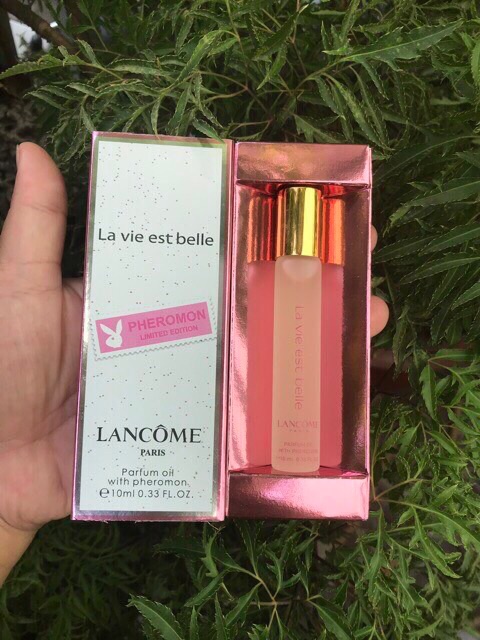 La vie est belle
PHEROMON
LIMITED EDITION
LANCÔME
PARIS
Parfum oil
with pheromon
℮10ml 0.33 FL.OZ.
La vie est belle
LANCÔME
PARIS